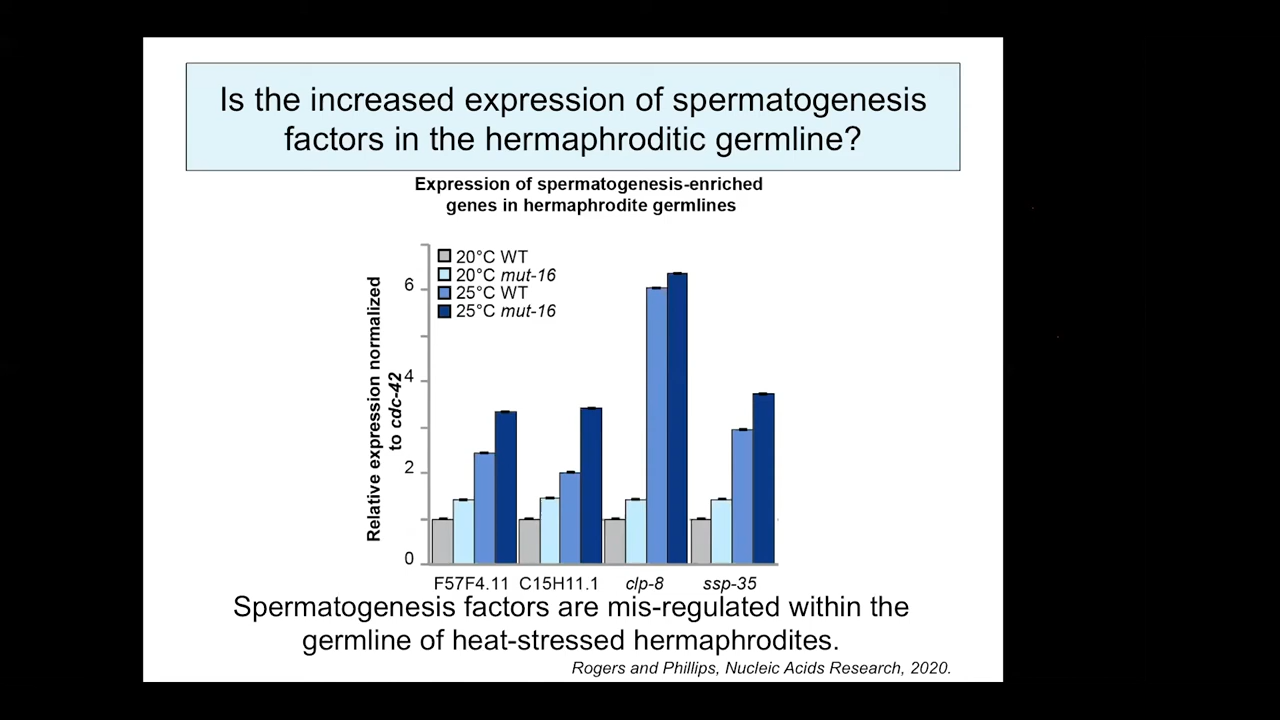 Is the increased expression of spermatogenesis
factors in the hermaphroditic germline?
Expression of spermatogenesis-enriched
genes in hermaphrodite germlines
Relative expression normalized
to cdc-42
6
4
2
0
20°C WT
20°C mut-16
25°C WT
25°C mut-16
F57F4.11 C15H11.1 clp-8 ssp-35
Spermatogenesis factors are mis-regulated within the
germline of heat-stressed hermaphrodites.
Rogers and Phillips, Nucleic Acids Research, 2020.